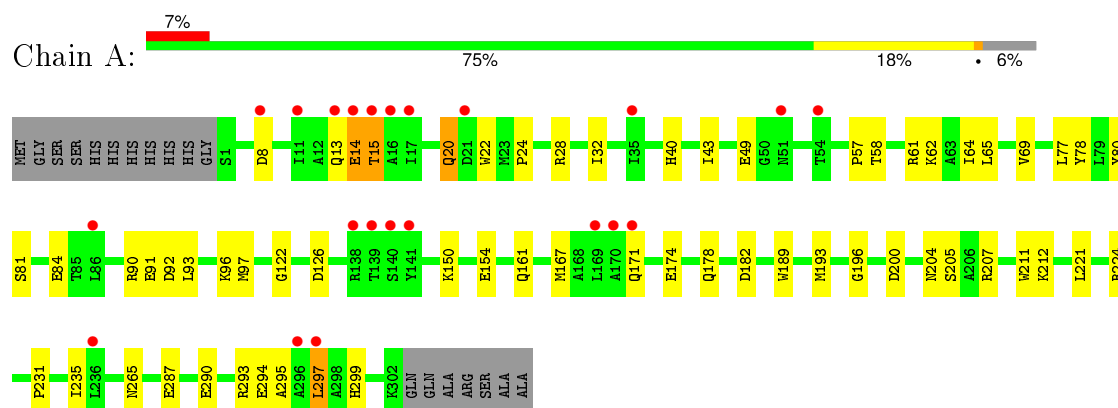 7%
Chain A:
75% 18% • 6%
MET GLY SER SER HIS HIS HIS HIS HIS HIS GLY S1 D8 I11 A12 Q13 E14 T15 A16 I17 Q20 D21 W22 M23 P24 R28 I32 I35 H40 I43 E49 G50 N51 T54 P57 T58 R61 K62 A63 I64 L65 V69 L77 Y78 L79
S81 E84 T85 L86 R90 E91 D92 L93 K96 M97 G122 D126 R138 T139 S140 Y141 K150 E154 Q161 M167 A168 L169 A170 Q171 E174 Q178 D182 W189 M193 G196 D200 N204 S205 A206 R207 W211 K212 L221
P231 I235 L236 N265 E287 E290 R293 E294 A295 A296 L297 A298 H299 K302 GLN GLN ALA ARG SER ALA ALA